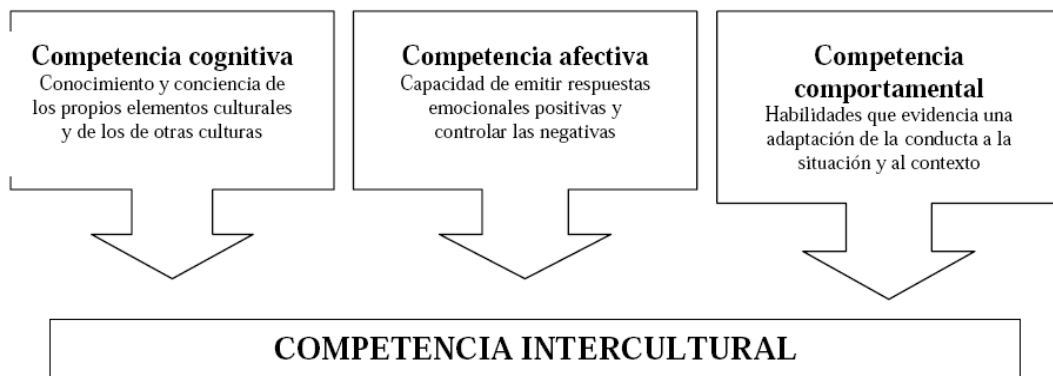 Competencia cognitiva
Conocimiento y conciencia de
los propios elementos culturales
y de los de otras culturas
Competencia afectiva
Capacidad de emitir respuestas
emocionales positivas y
controlar las negativas
Competencia
comportamental
Habilidades que evidencia una
adaptación de la conducta a la
situación y al contexto
COMPETENCIA INTERCULTURAL